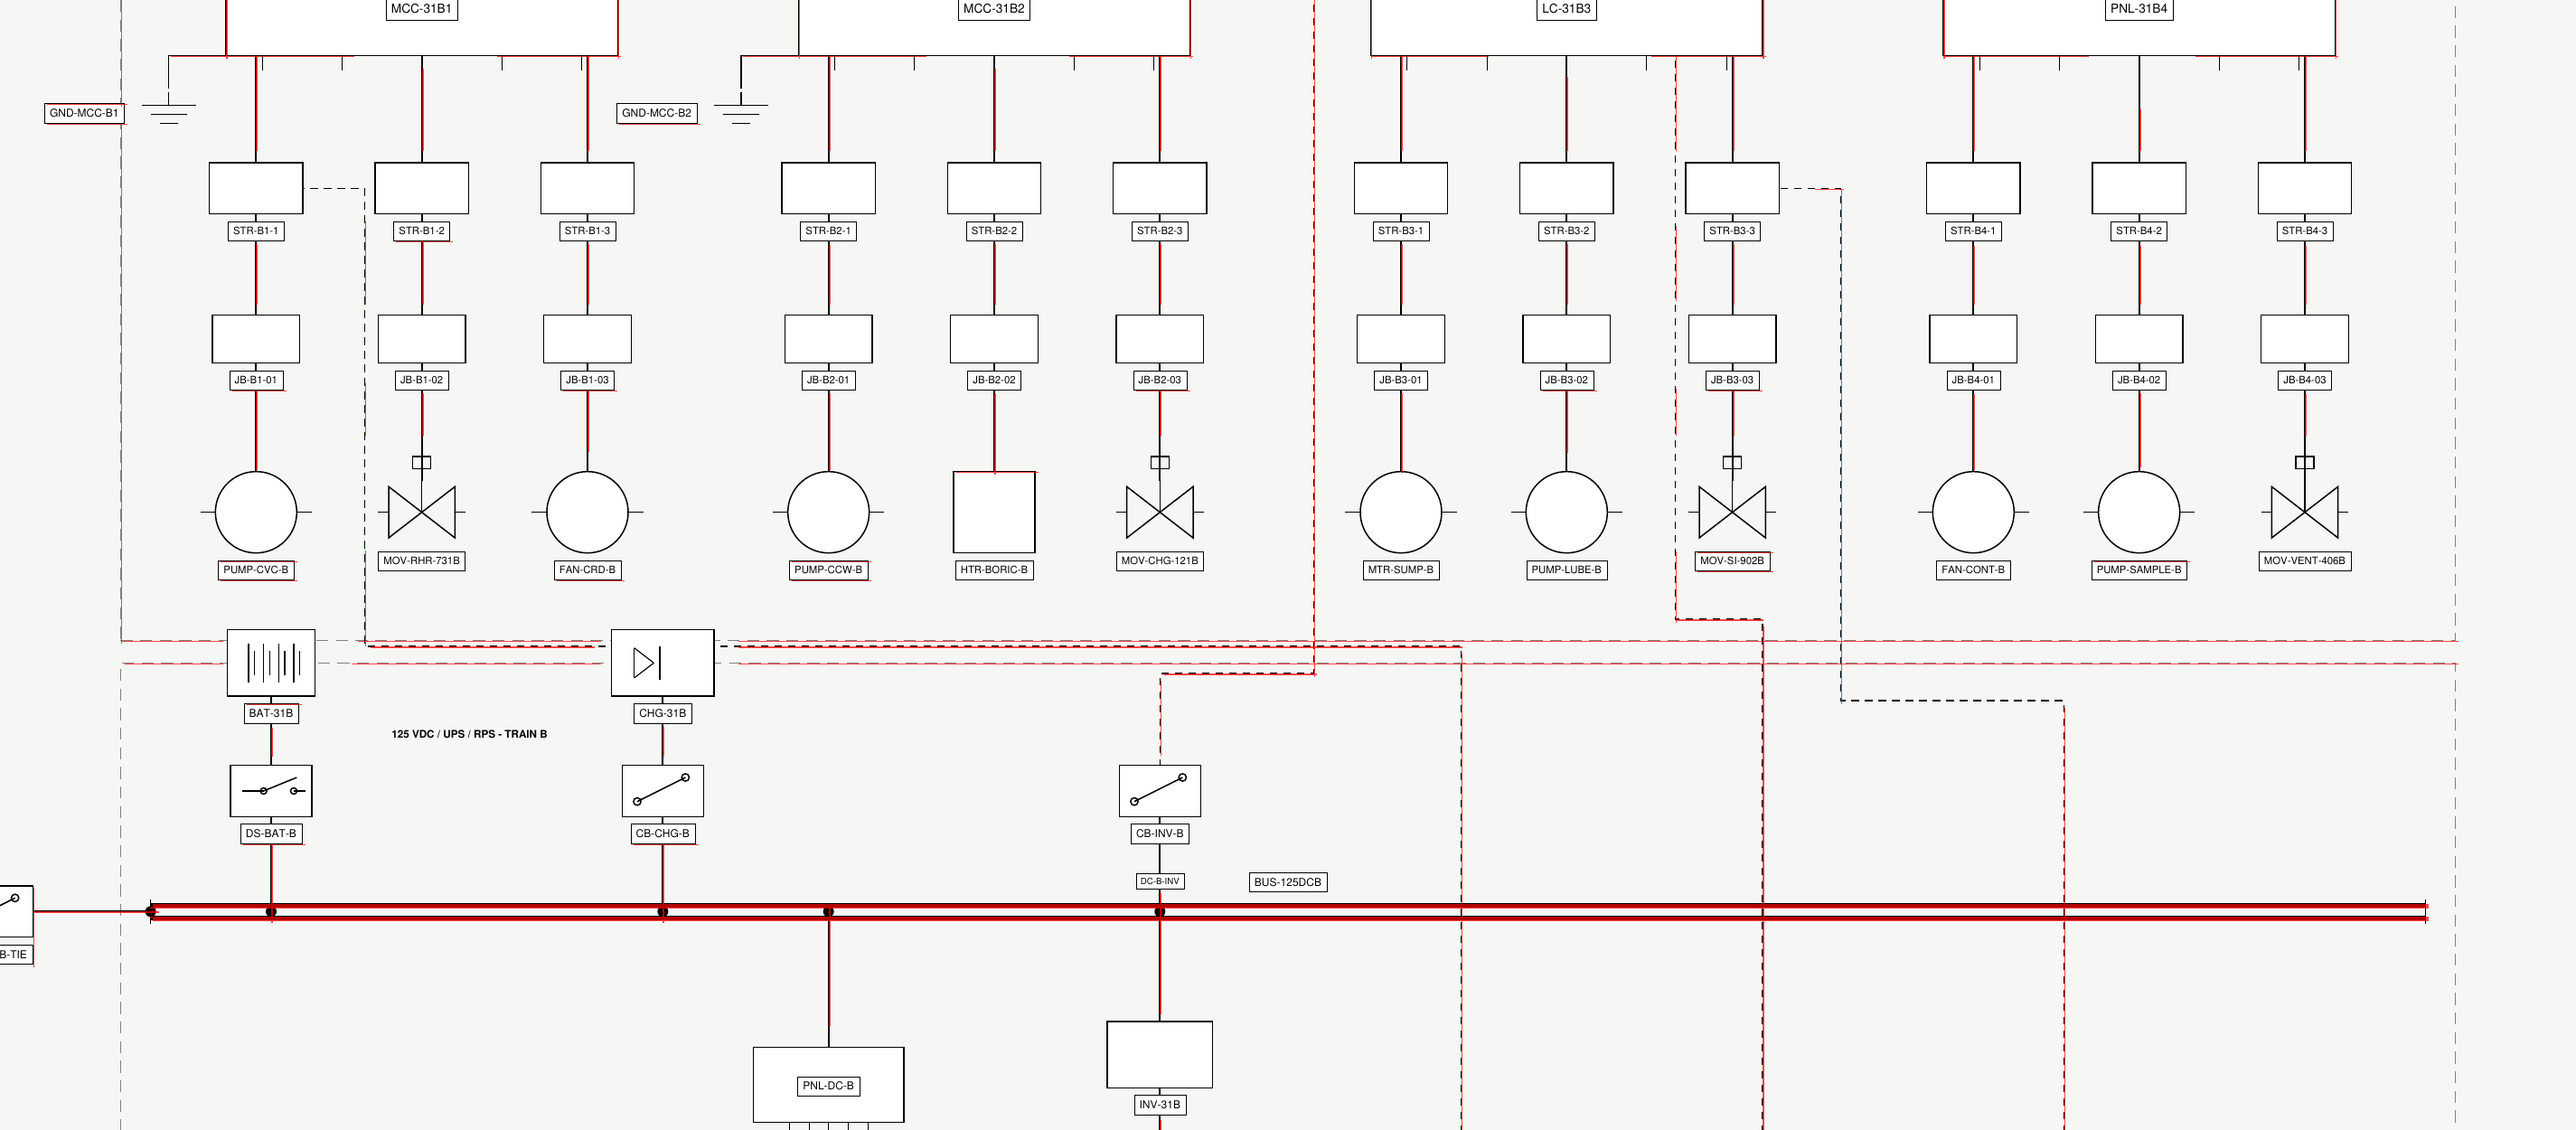 MCC-31B1
MCC-31B2
LC-31B3
PNL-31B4
GND-MCC-B1
GND-MCC-B2
STR-B1-1
STR-B1-2
STR-B1-3
STR-B2-1
STR-B2-2
STR-B2-3
STR-B3-1
STR-B3-2
STR-B3-3
STR-B4-1
STR-B4-2
STR-B4-3
JB-B1-01
JB-B1-02
JB-B1-03
JB-B2-01
JB-B2-02
JB-B2-03
JB-B3-01
JB-B3-02
JB-B3-03
JB-B4-01
JB-B4-02
JB-B4-03
PUMP-CVC-B
MOV-RHR-731B
FAN-CRD-B
PUMP-CCW-B
HTR-BORIC-B
MOV-CHG-121B
MTR-SUMP-B
PUMP-LUBE-B
MOV-SI-902B
FAN-CONT-B
PUMP-SAMPLE-B
MOV-VENT-406B
BAT-31B
CHG-31B
125 VDC / UPS / RPS - TRAIN B
DS-BAT-B
CB-CHG-B
CB-INV-B
DC-B-INV
BUS-125DCB
B-TIE
PNL-DC-B
INV-31B